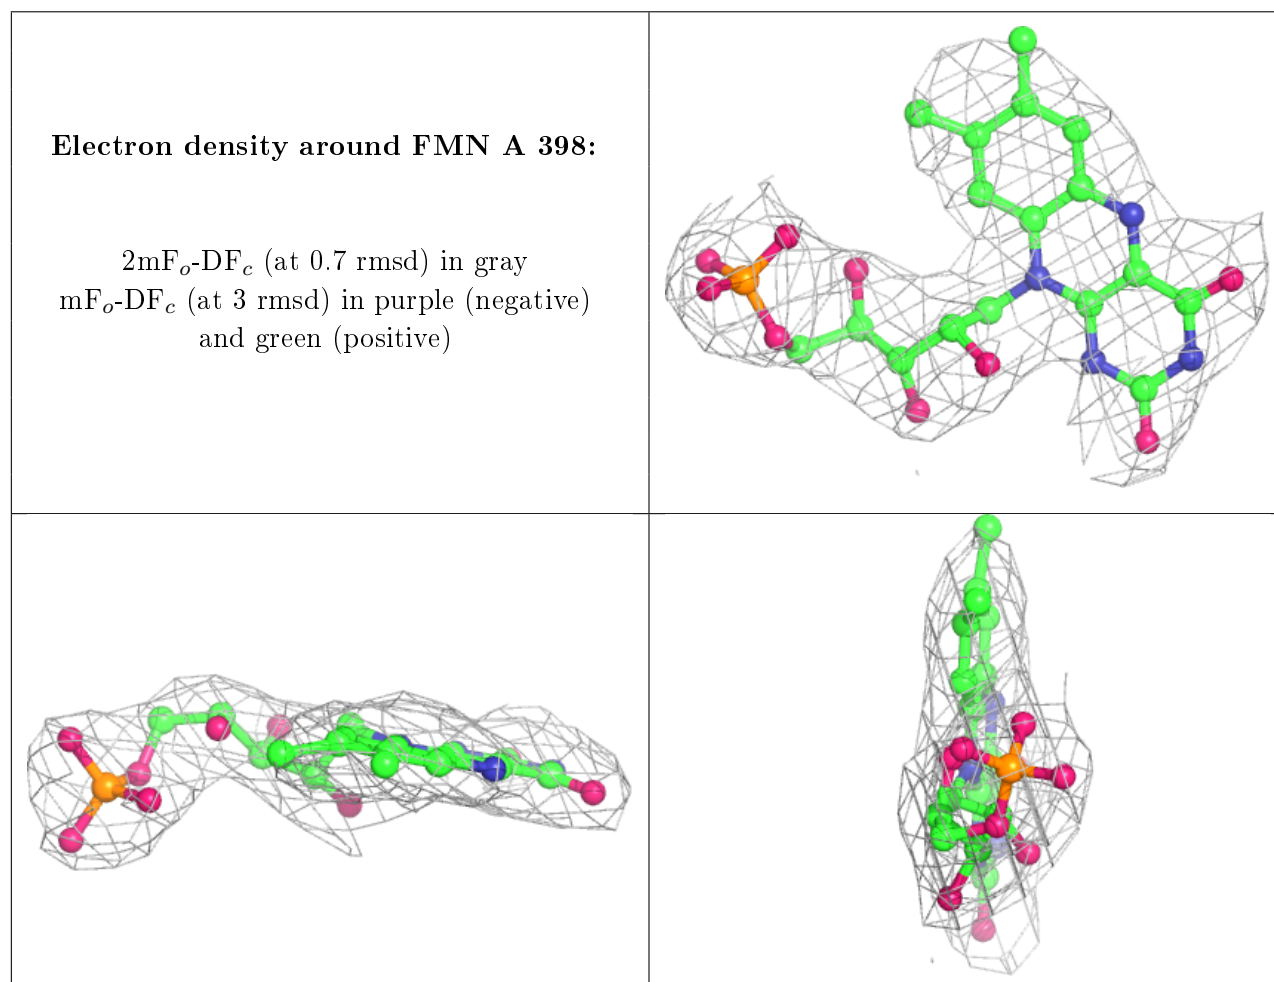 Electron density around FMN A 398:
2mFo-DFc (at 0.7 rmsd) in gray
mFo-DFc (at 3 rmsd) in purple (negative)
and green (positive)